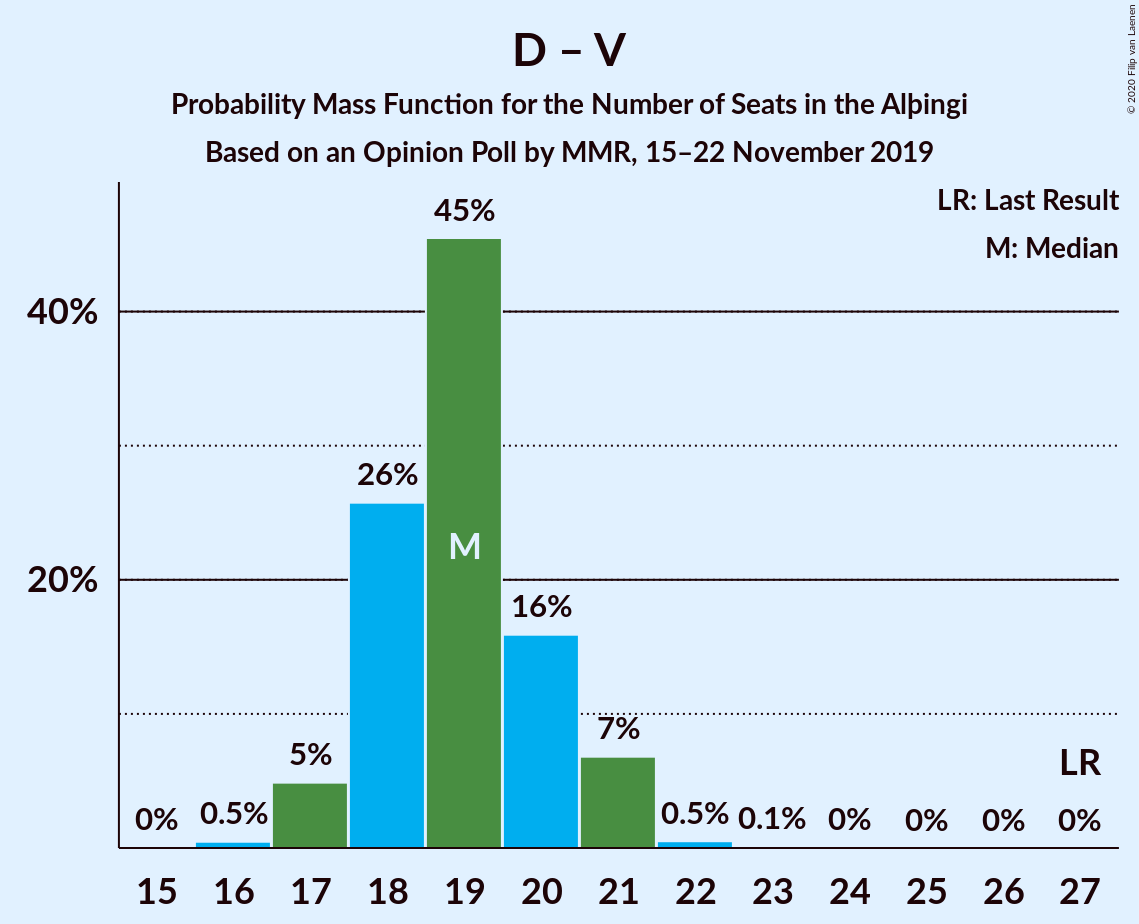 D – V
Probability Mass Function for the Number of Seats in the Alþingi
Based on an Opinion Poll by MMR, 15–22 November 2019
© 2020 Filip van Laenen
LR: Last Result
M: Median
45%
40%
26%
M
20%
16%
7%
5%
LR
0% 0.5% 0.5% 0.1% 0% 0% 0% 0%
15 16 17 18 19 20 21 22 23 24 25 26 27